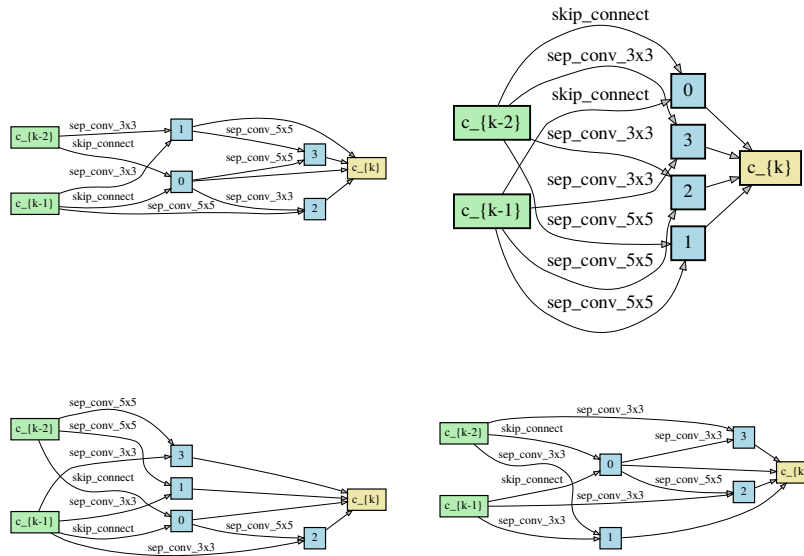 c_{k-2}
sep_conv_3x3
skip_connect
c_{k-1}
sep_conv_3x3
skip_connect
sep_conv_5x5
1
0
sep_conv_5x5
sep_conv_5x5
sep_conv_3x3
3
2
c_{k}
skip_connect
sep_conv_3x3
skip_connect
c_{k-2}
sep_conv_3x3
c_{k-1}
sep_conv_3x3
sep_conv_5x5
sep_conv_5x5
0
3
2
1
c_{k}
sep_conv_5x5
c_{k-2}
sep_conv_5x5
sep_conv_3x3
skip_connect
c_{k-1}
sep_conv_3x3
skip_connect
sep_conv_3x3
3
1
0
sep_conv_5x5
2
c_{k}
sep_conv_3x3
c_{k-2}
skip_connect
sep_conv_3x3
skip_connect
c_{k-1}
sep_conv_3x3
sep_conv_3x3
0
1
sep_conv_3x3
sep_conv_5x5
3
2
c_{k